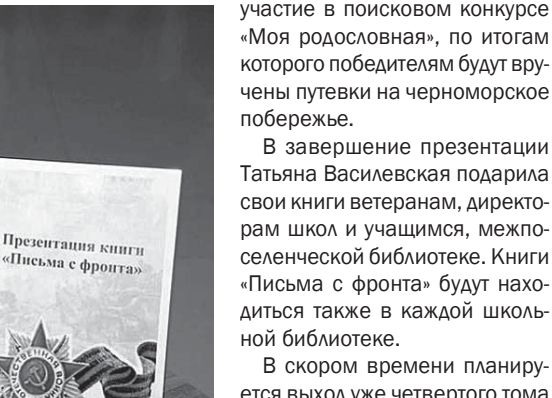 Презентация книги
«Письма с фронта»
ОТЕЧЕСТВЕННАЯ ВОЙНА
участие в поисковом конкурсе
«Моя родословная», по итогам
которого победителям будут вру-
чены путевки на черноморское
побережье.
В завершение презентации
Татьяна Василевская подарила
свои книги ветеранам, директо-
рам школ и учащимся, межпо-
селенческой библиотеке. Книги
«Письма с фронта» будут нахо-
диться также в каждой школь-
ной библиотеке.
В скором времени планиру-
ется выход уже четвертого тома